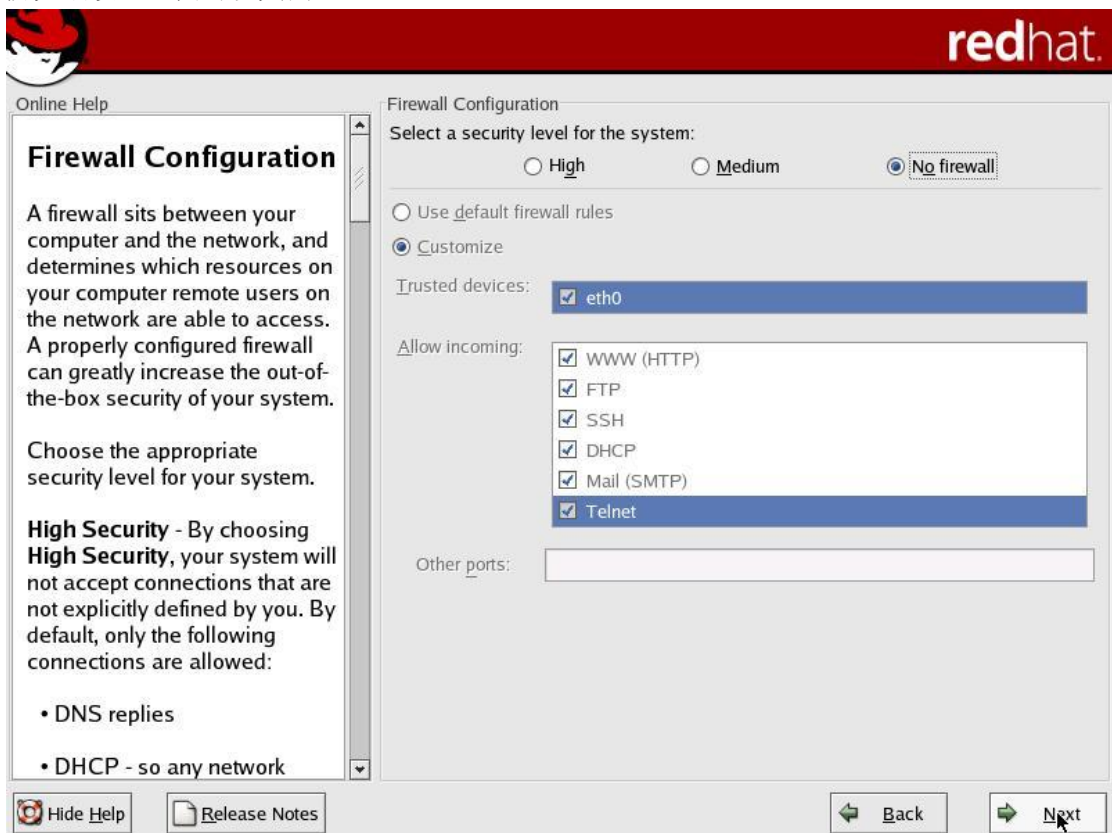 redhat.
Online Help
Firewall Configuration
A firewall sits between your
computer and the network, and
determines which resources on
your computer remote users on
the network are able to access.
A properly configured firewall
can greatly increase the out-of-
the-box security of your system.
Choose the appropriate
security level for your system.
High Security - By choosing
High Security, your system will
not accept connections that are
not explicitly defined by you. By
default, only the following
connections are allowed:
• DNS replies
• DHCP - so any network
Firewall Configuration
Select a security level for the system:
High Medium No firewall
Use default firewall rules
Customize
Trusted devices: eth0
Allow incoming: WWW (HTTP)
FTP
SSH
DHCP
Mail (SMTP)
Telnet
Other ports:
Hide Help Release Notes Back Next